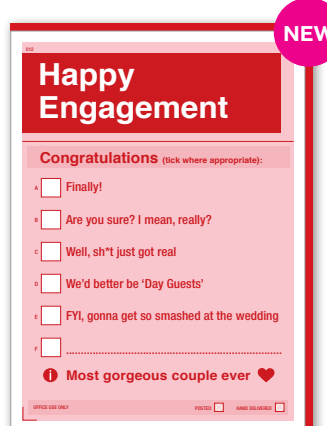 NEW
Happy
Engagement
Congratulations (tick where appropriate):
A Finally!
B Are you sure? I mean, really?
C Well, sh*t just got real
D We'd better be 'Day Guests'
E FYI, gonna get so smashed at the wedding
F ............................................................
i Most gorgeous couple ever
OFFICE USE ONLY POSTED HAND DELIVERED